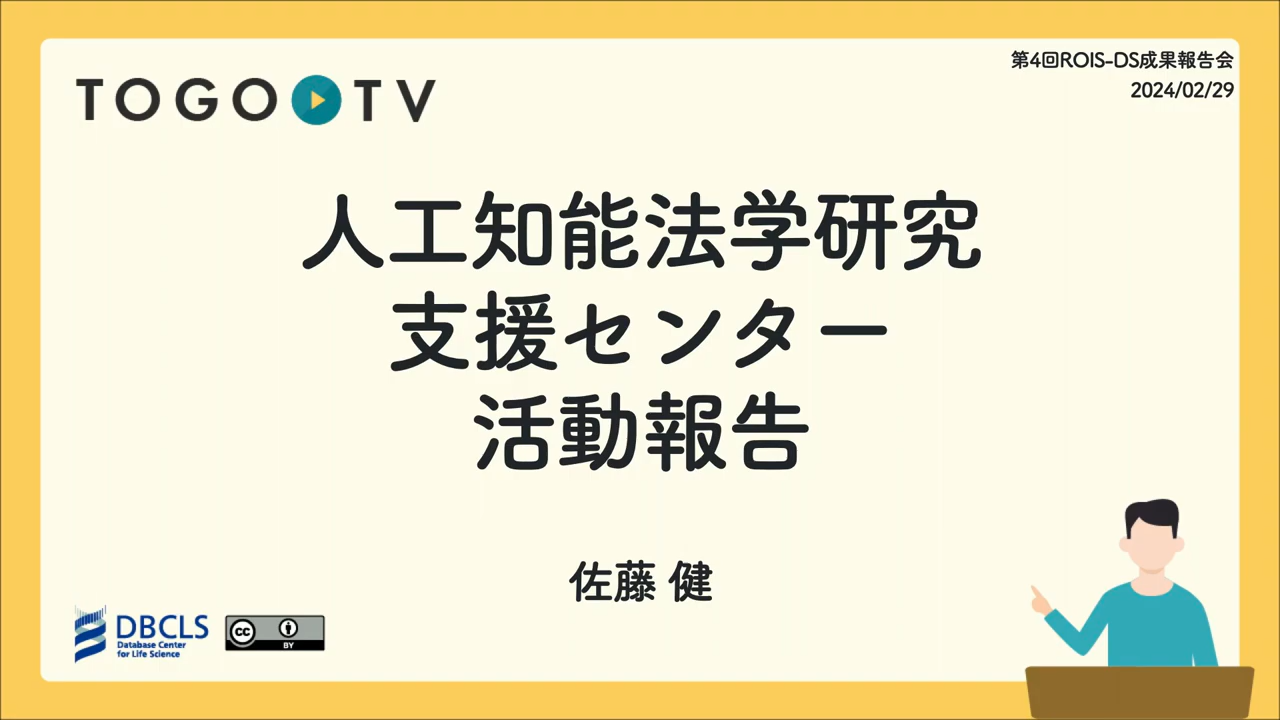 第4回ROIS-DS成果報告会
2024/02/29
TOGO TV
人工知能法学研究
支援センター
活動報告
佐藤 健
DBCLS
Database Center
for Life Science
cc
BY